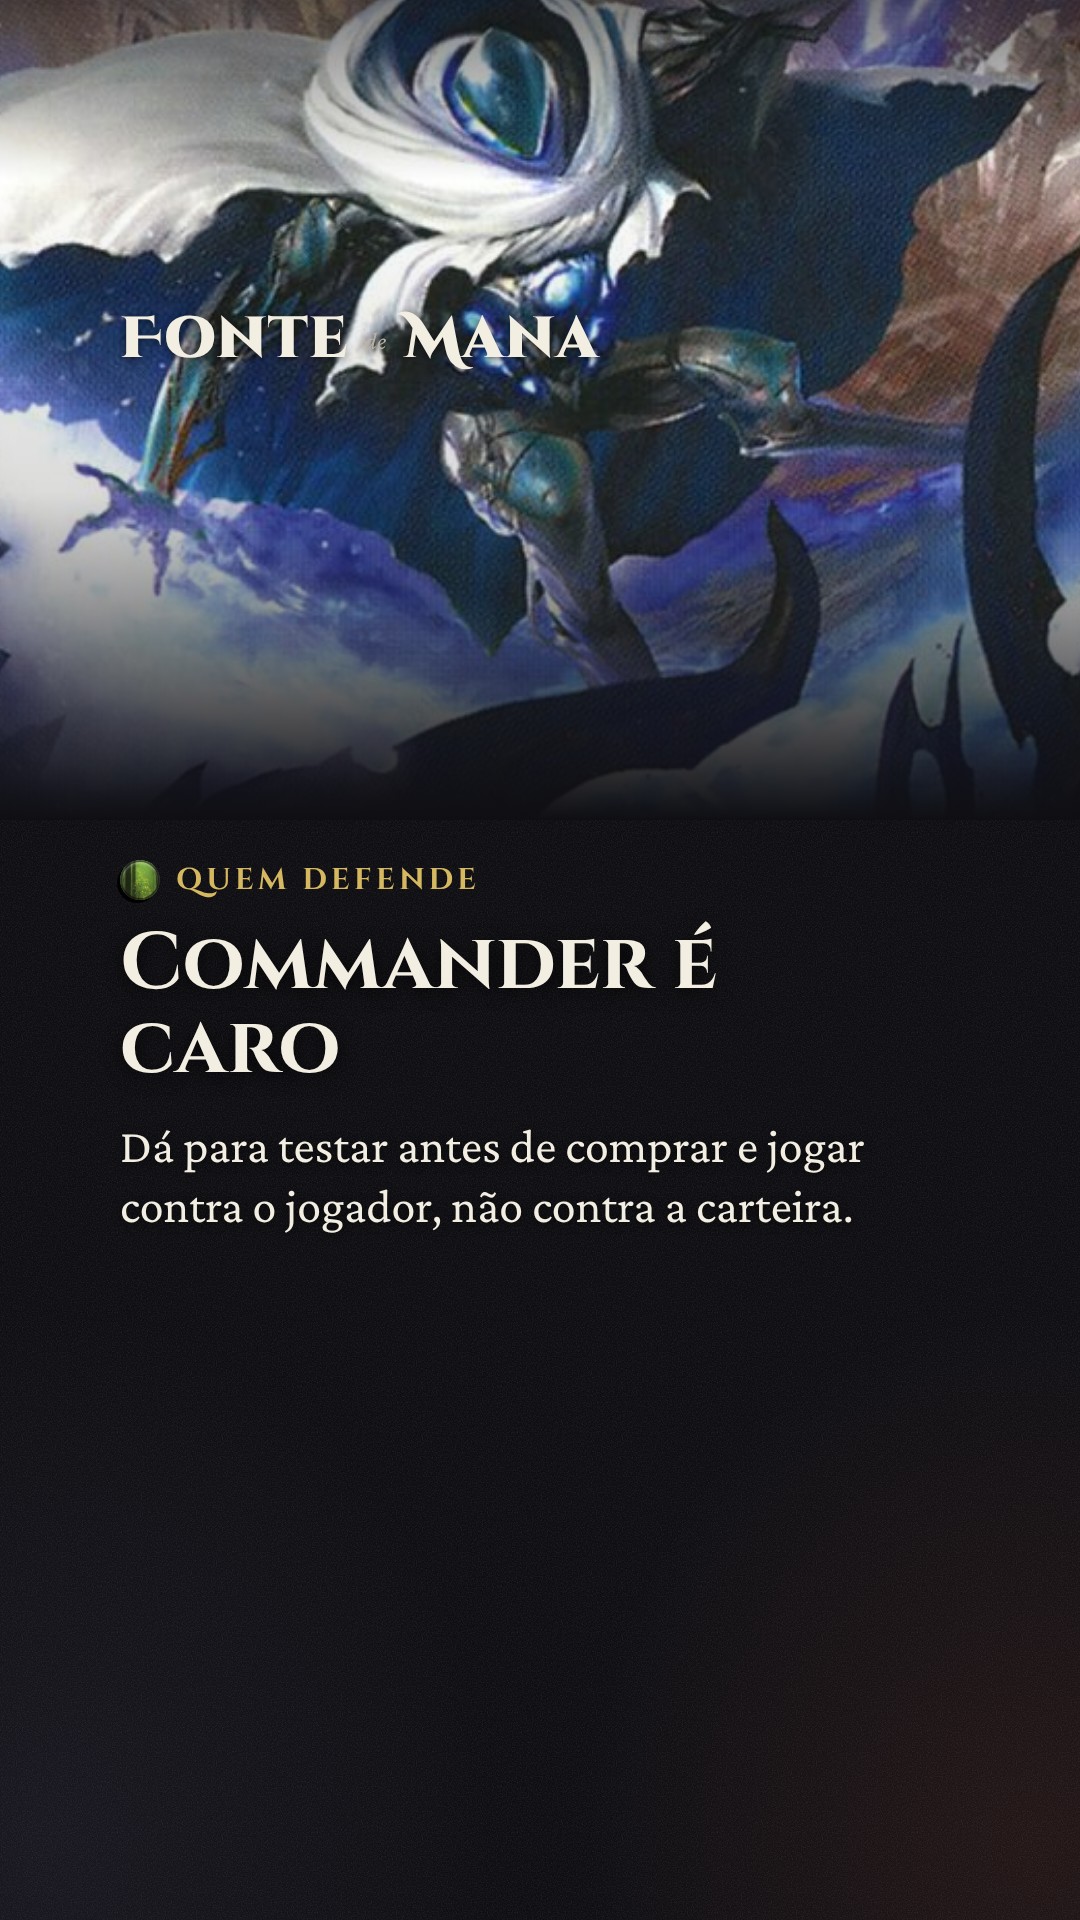 Fonte de Mana
QUEM DEFENDE
Commander é
caro
Dá para testar antes de comprar e jogar
contra o jogador, não contra a carteira.